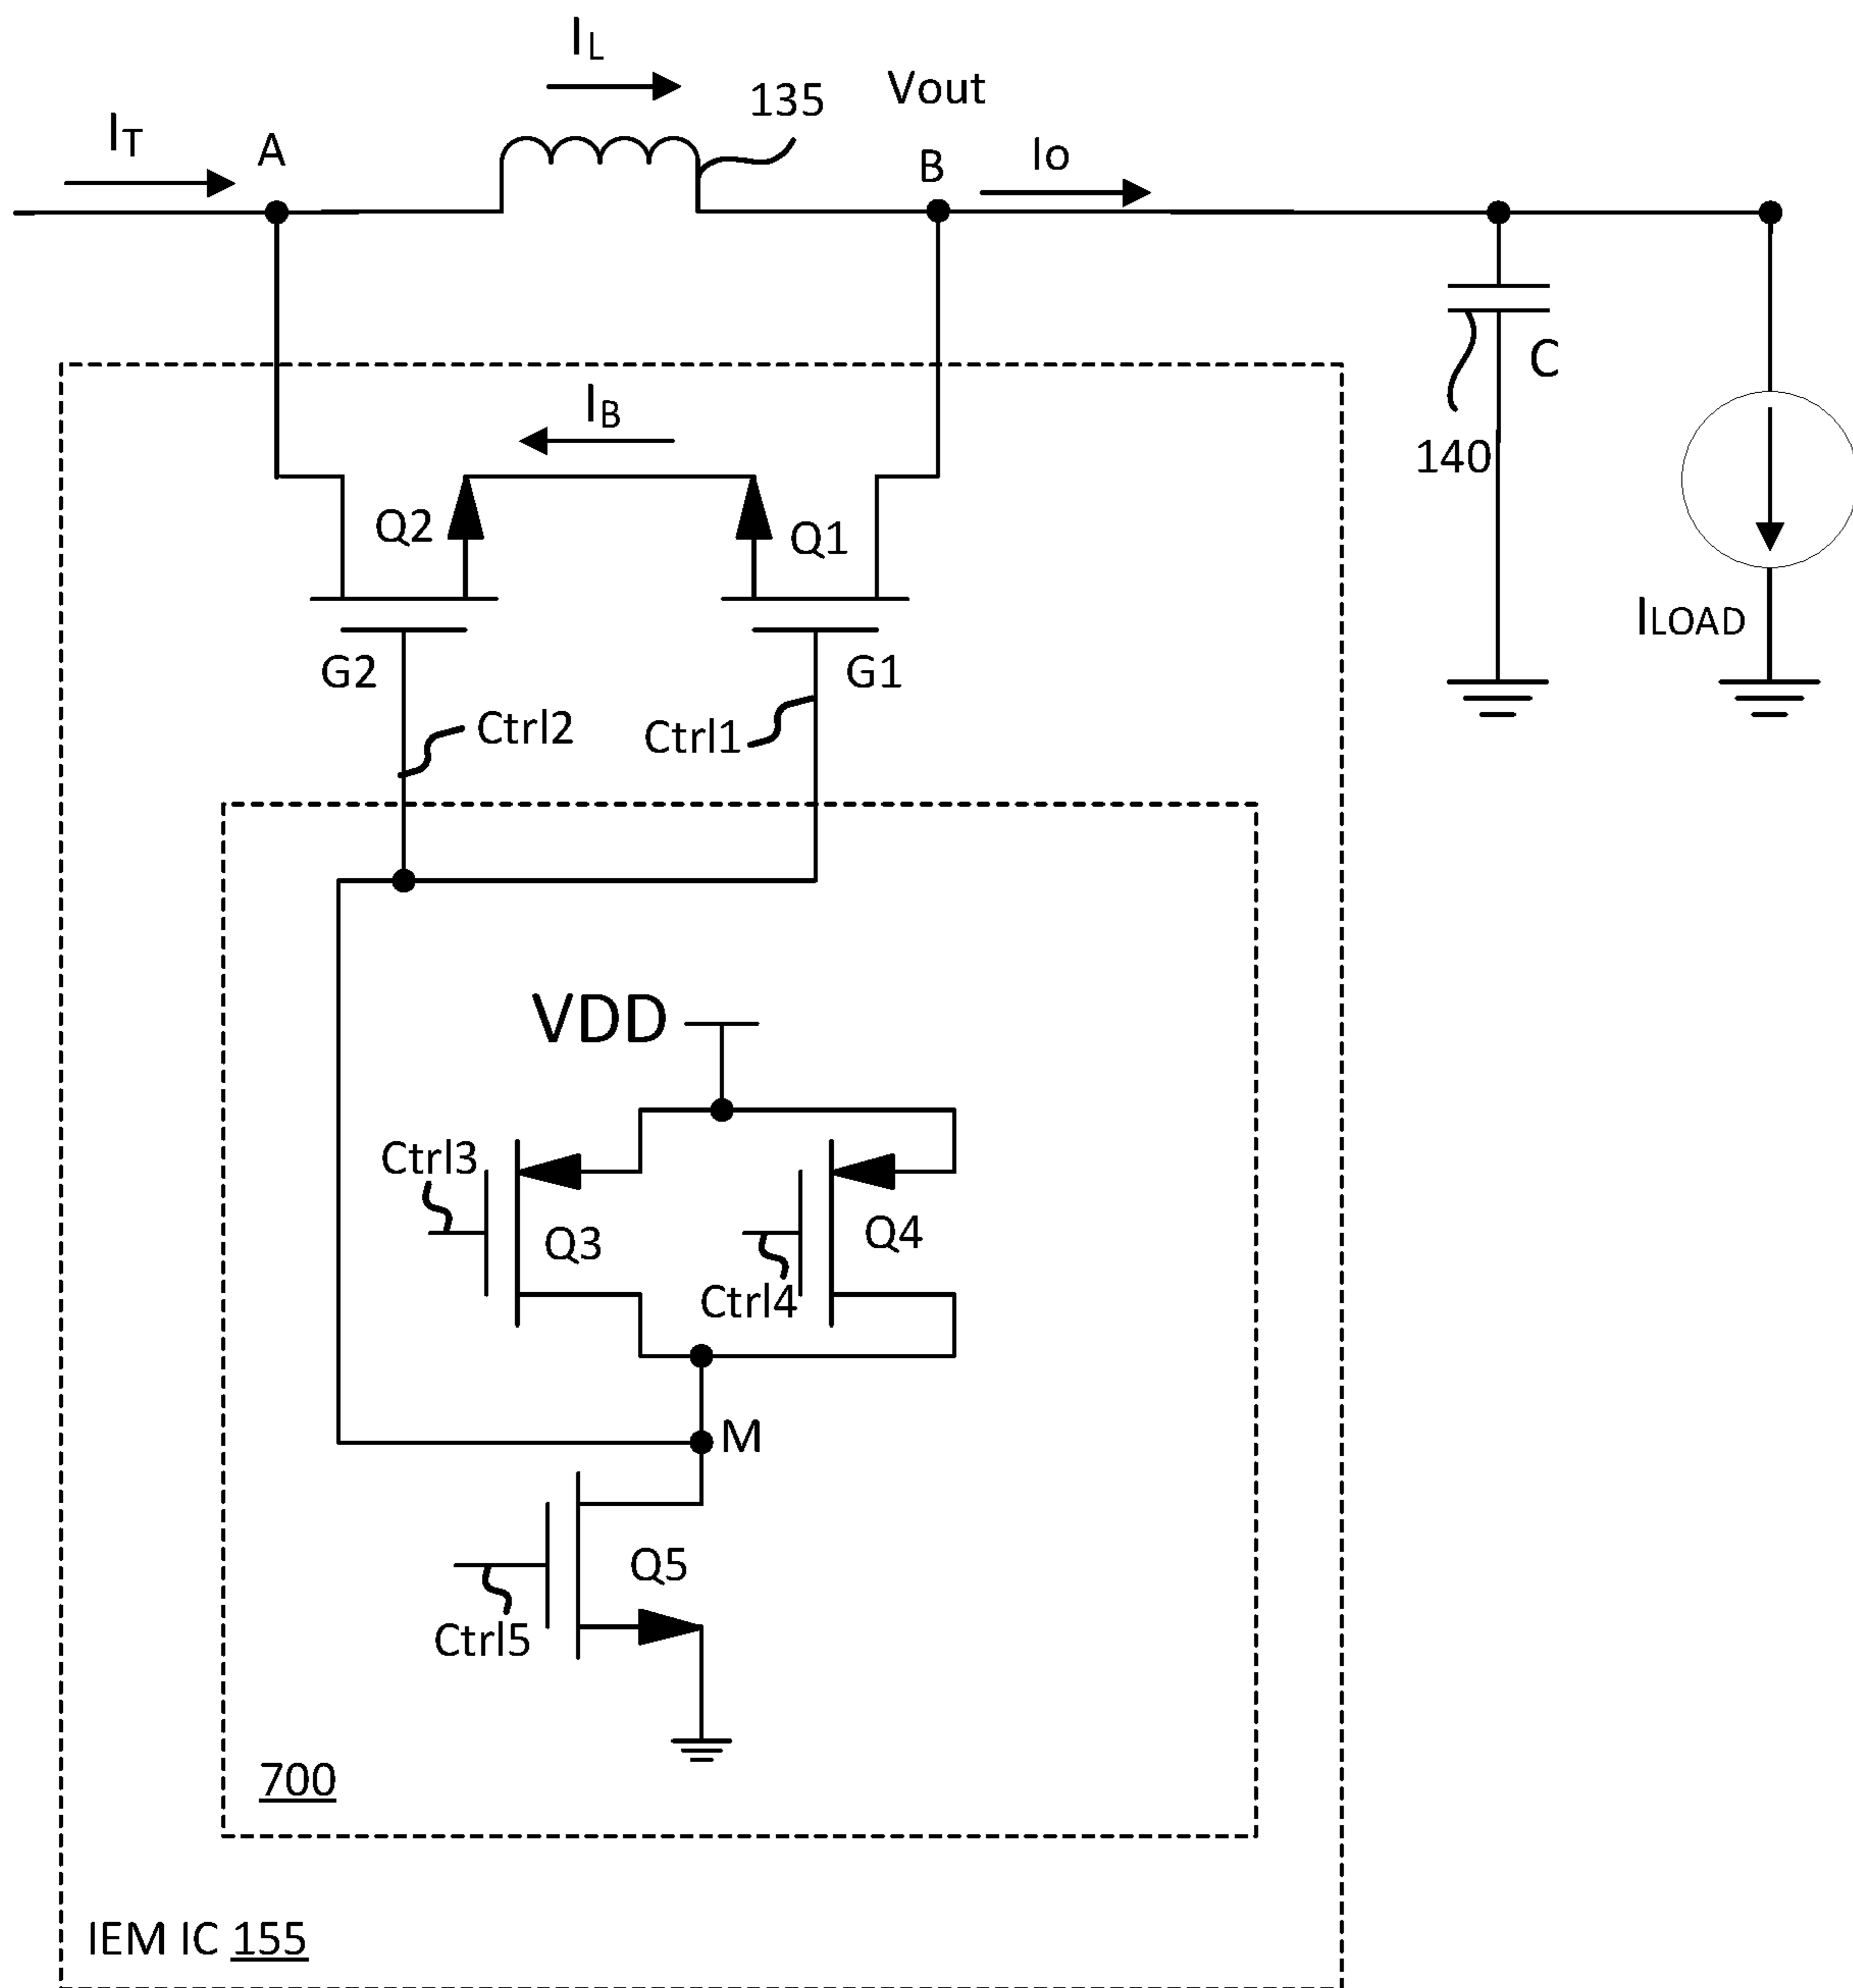 IL
135
Vout
IT
A
B
Io
IB
C
140
Q2
Q1
ILOAD
G2
G1
Ctrl2
Ctrl1
VDD
Ctrl3
Q3
Q4
Ctrl4
M
Q5
Ctrl5
700
IEM IC 155